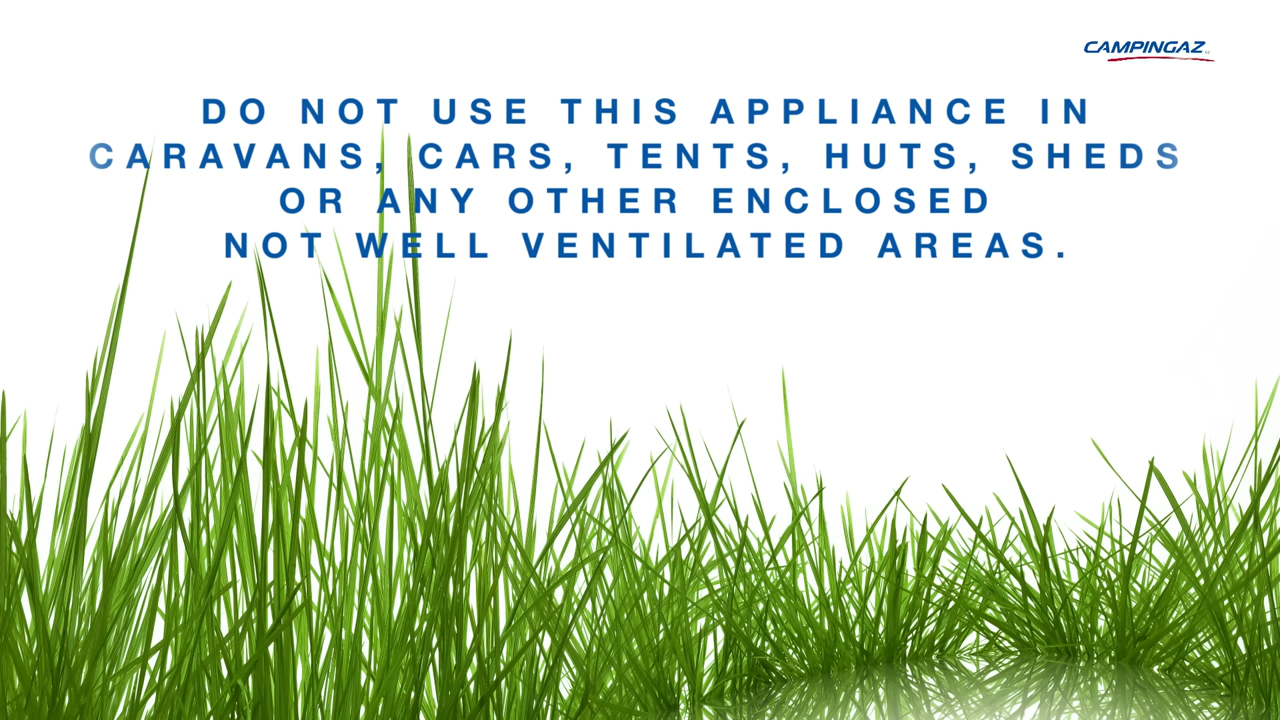 CAMPINGAZ
DO NOT USE THIS APPLIANCE IN
CARAVANS, CARS, TENTS, HUTS, SHEDS
OR ANY OTHER ENCLOSED
NOT WELL VENTILATED AREAS.